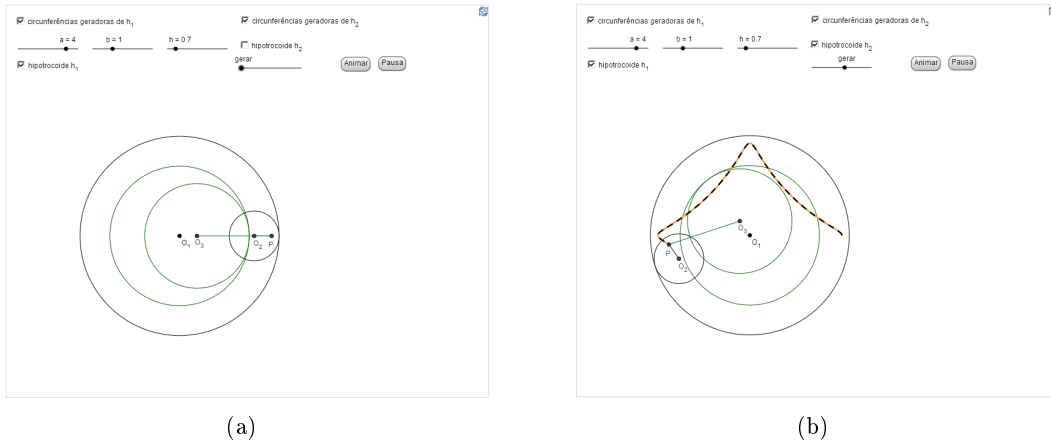 circunferências geradoras de h1
circunferências geradoras de h2
a = 4
b = 1
h = 0.7
hipotrocoide h2
gerar
hipotrocoide h1
Animar
Pausa
O1
O3
O2
P
(a)
circunferências geradoras de h1
circunferências geradoras de h2
a = 4
b = 1
h = 0.7
hipotrocoide h2
gerar
hipotrocoide h1
Animar
Pausa
O3
O1
P
O2
(b)